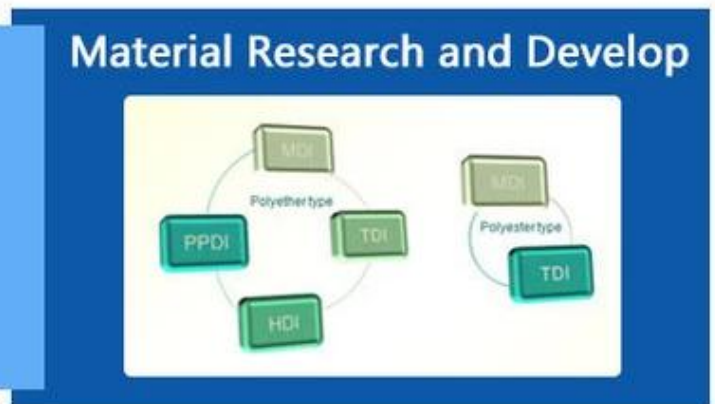 Material Research and Develop
MDI
Polyether type
PPDI
TDI
HDI
MDI
Polyester type
TDI